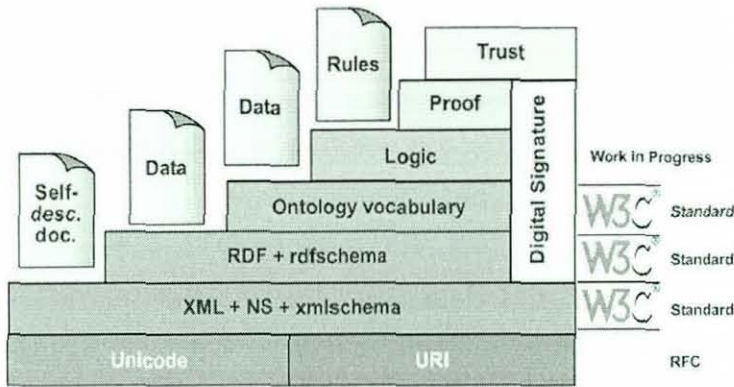 Trust
Rules
Proof
Data
Digital Signature
Logic
Work in Progress
Data
Self-
desc.
doc.
Ontology vocabulary
W3C® Standard
RDF + rdfschema
W3C® Standard
XML + NS + xmlschema
W3C® Standard
Unicode
URI
RFC